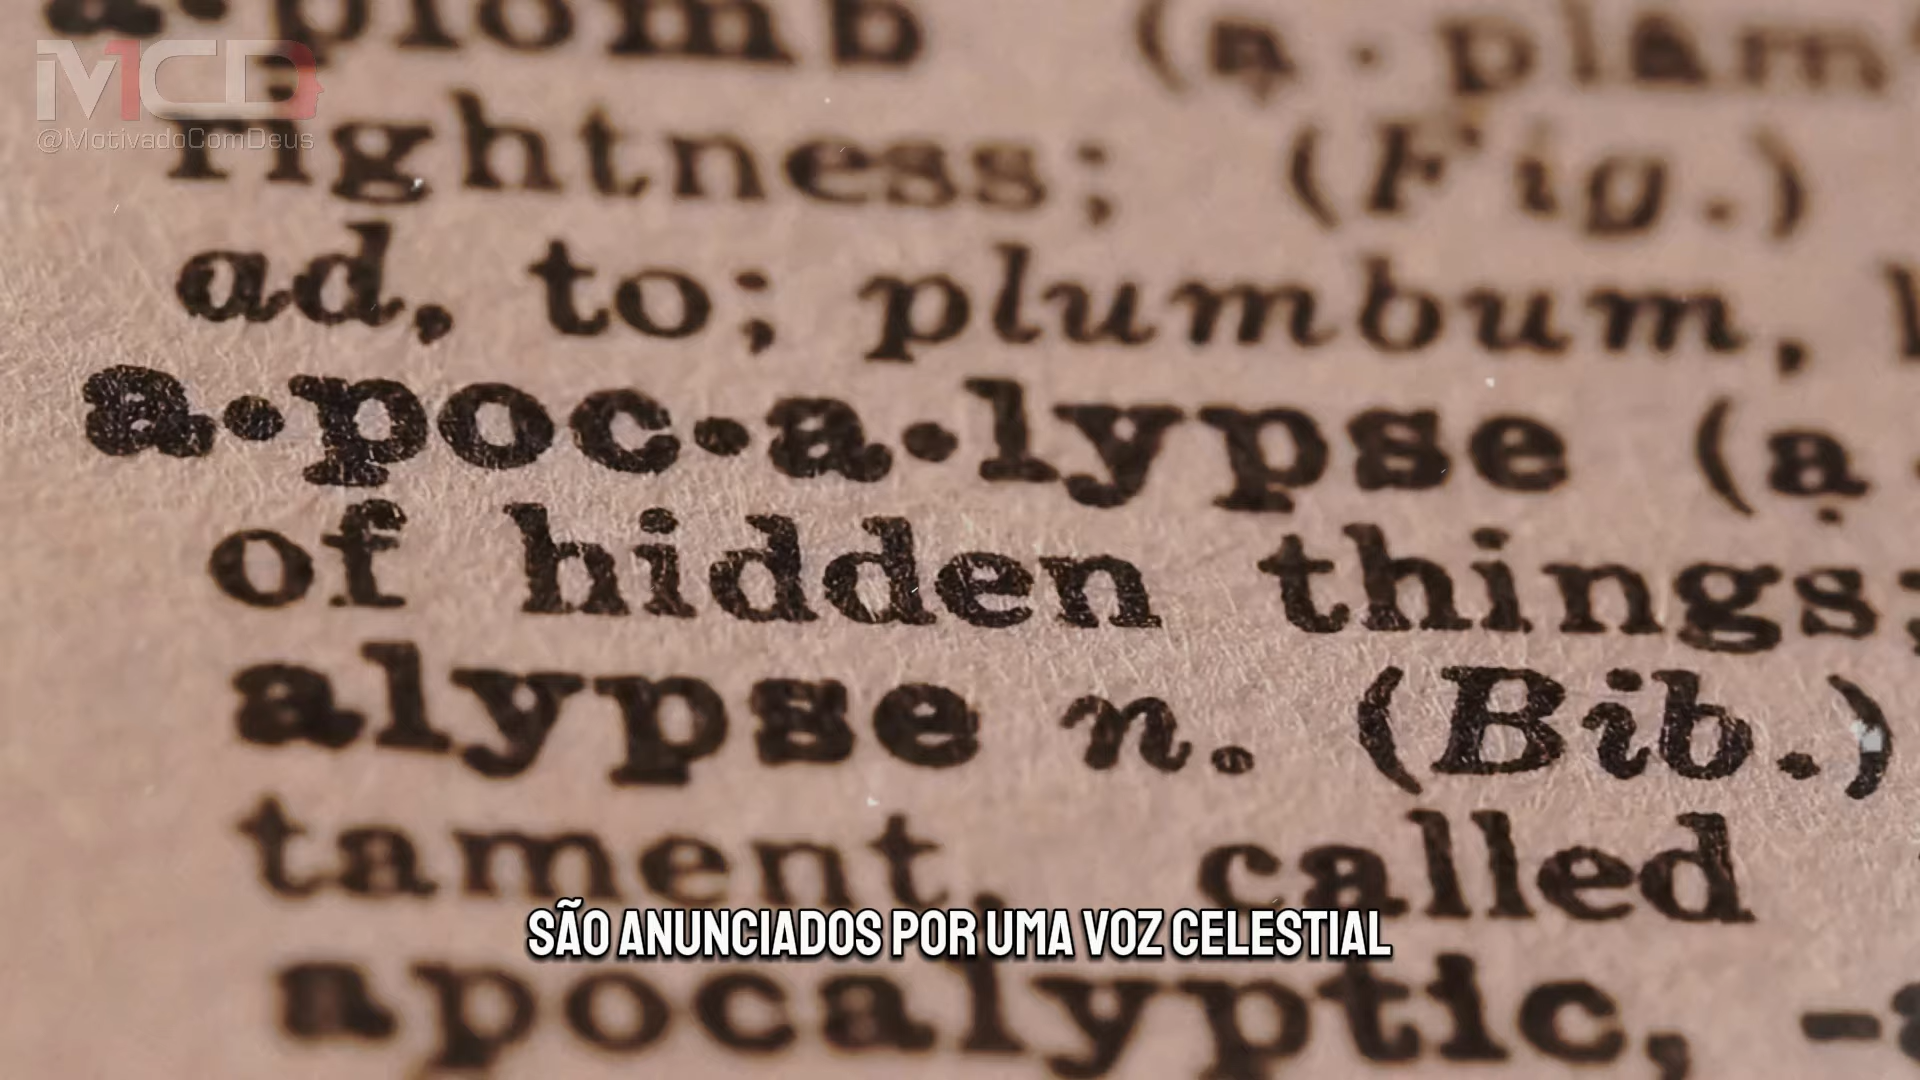 MCD
@MotivadoComDeus
a·plomb (a·plam
rightness; (Fig.)
ad, to; plumbum,
a·poc·a·lypse (a
of hidden things;
alypse n. (Bib.)
tament, called
SÃO ANUNCIADOS POR UMA VOZ CELESTIAL
apocalyptic, -a